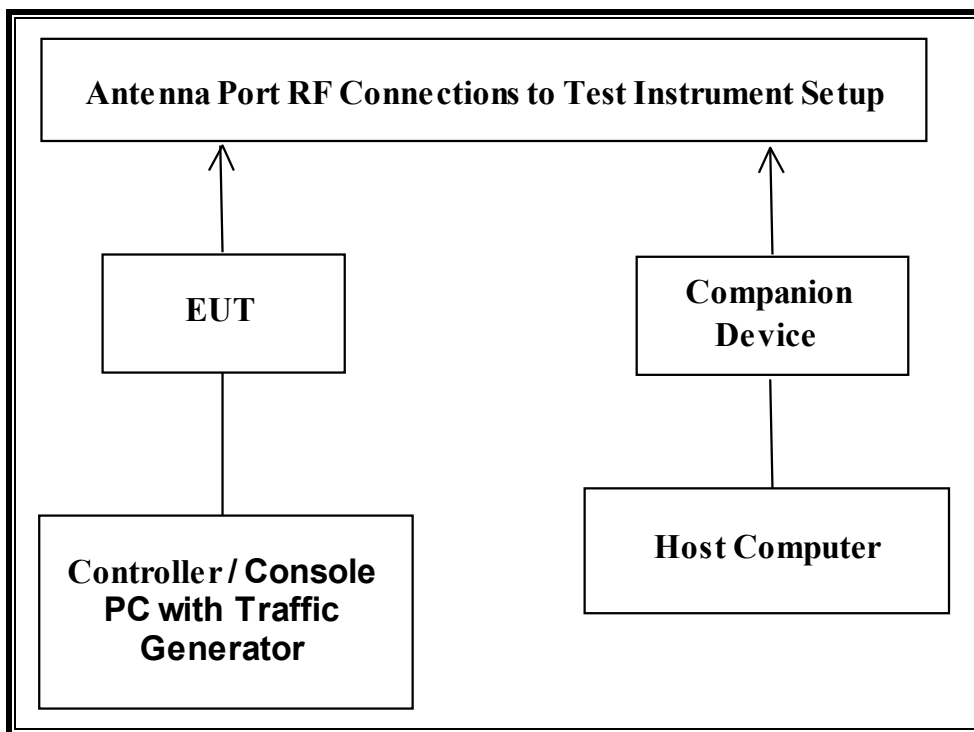 Antenna Port RF Connections to Test Instrument Setup
EUT
Companion
Device
Host Computer
Controller / Console
PC with Traffic
Generator